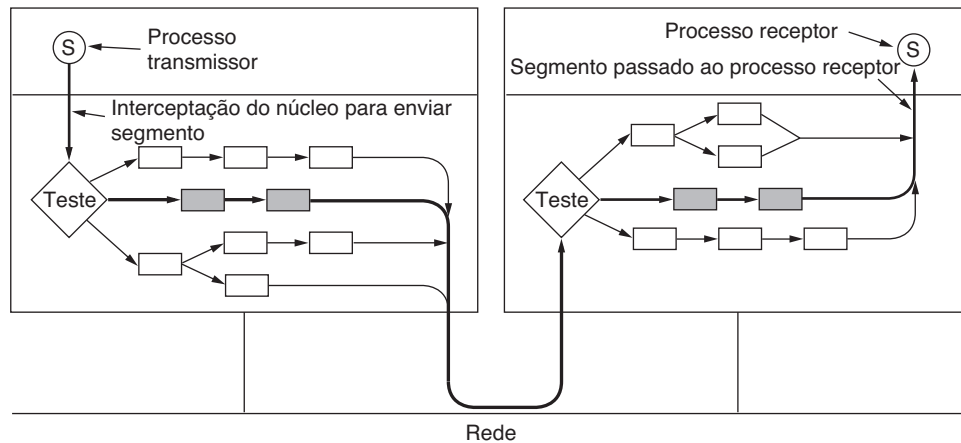 S
Processo
transmissor
Interceptação do núcleo para enviar
segmento
Teste
Processo receptor
S
Segmento passado ao processo receptor
Teste
Rede